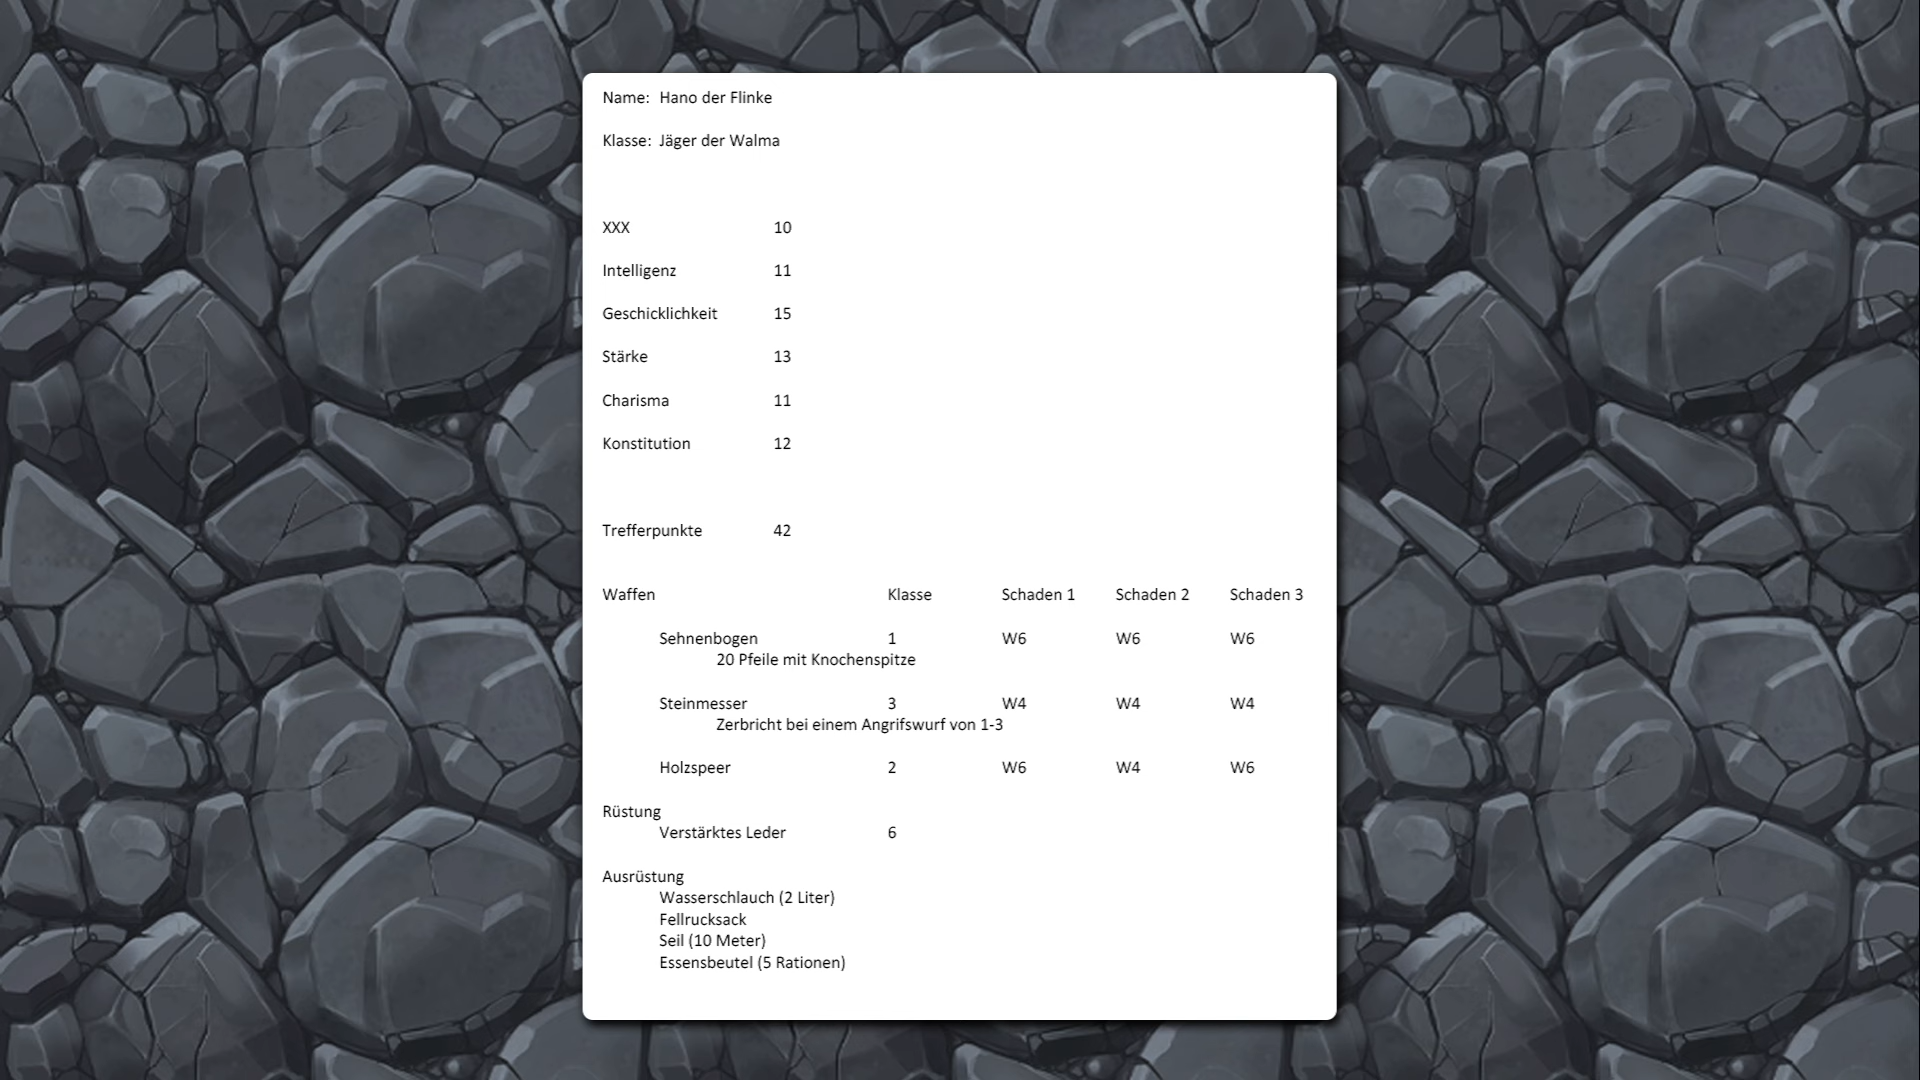 Name: Hano der Flinke
Klasse: Jäger der Walma
XXX 10
Intelligenz 11
Geschicklichkeit 15
Stärke 13
Charisma 11
Konstitution 12
Trefferpunkte 42
Waffen Klasse Schaden 1 Schaden 2 Schaden 3
Sehnenbogen 1 W6 W6 W6
20 Pfeile mit Knochenspitze
Steinmesser 3 W4 W4 W4
Zerbricht bei einem Angrifswurf von 1-3
Holzspeer 2 W6 W4 W6
Rüstung
Verstärktes Leder 6
Ausrüstung
Wasserschlauch (2 Liter)
Fellrucksack
Seil (10 Meter)
Essensbeutel (5 Rationen)